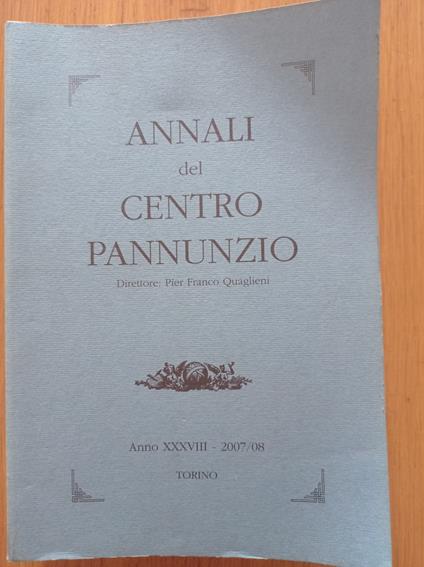 ANNALI
del
CENTRO
PANNUNZIO
Direttore: Pier Franco Quaglieni
Anno XXXVIII - 2007/08
TORINO